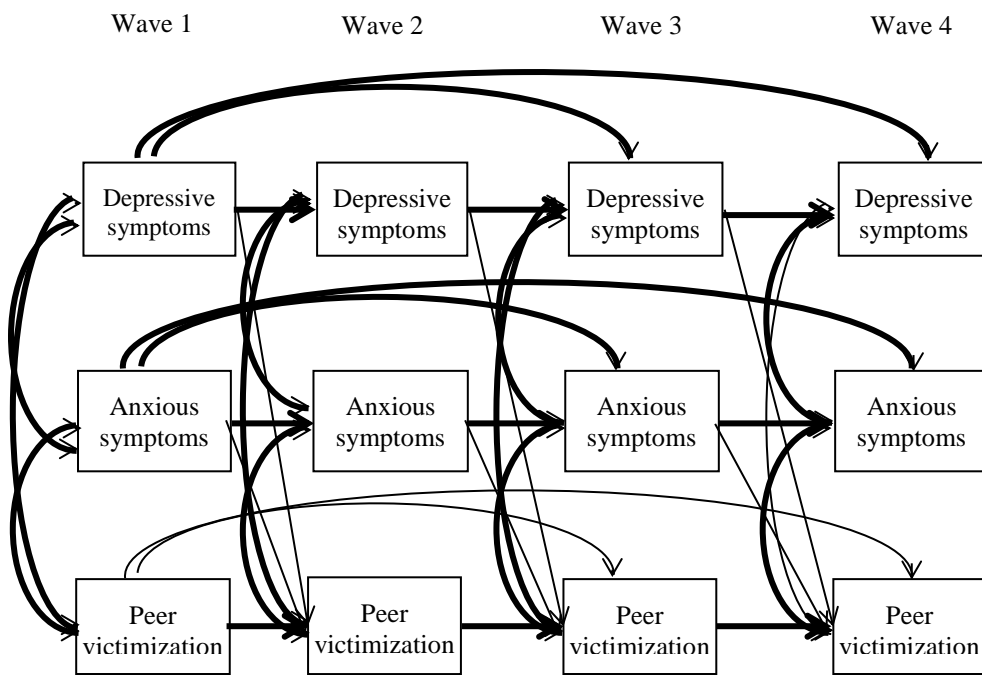 Wave 1
Wave 2
Wave 3
Wave 4
Depressive
symptoms
Depressive
symptoms
Depressive
symptoms
Depressive
symptoms
Anxious
symptoms
Anxious
symptoms
Anxious
symptoms
Anxious
symptoms
Peer
victimization
Peer
victimization
Peer
victimization
Peer
victimization